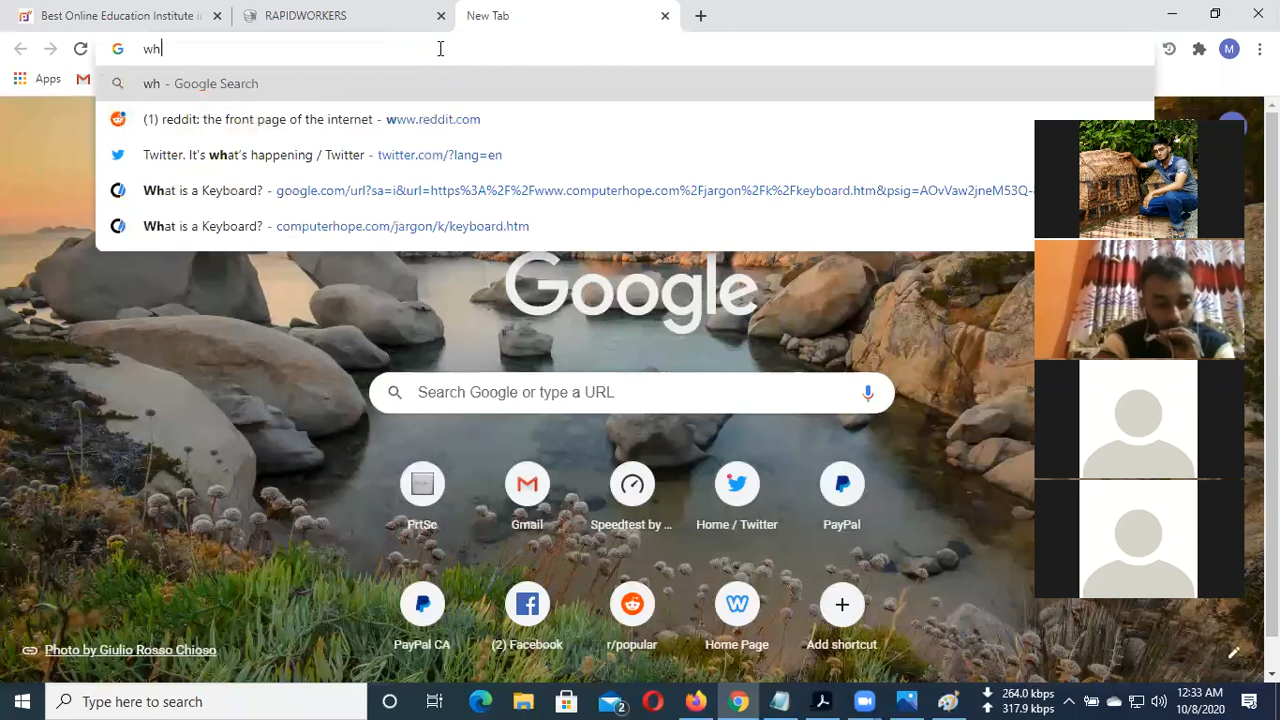 Best Online Education Institute in
RAPIDWORKERS
New Tab
wh
M
Apps
wh - Google Search
(1) reddit: the front page of the internet - www.reddit.com
Twitter. It's what's happening / Twitter - twitter.com/?lang=en
What is a Keyboard? - google.com/url?sa=i&url=https%3A%2F%2Fwww.computerhope.com%2Fjargon%2Fk%2Fkeyboard.htm&psig=AOvVaw2jneM53Q-
What is a Keyboard? - computerhope.com/jargon/k/keyboard.htm
Google
Search Google or type a URL
PrtSc
Gmail
Speedtest by ...
Home / Twitter
PayPal
PayPal CA
(2) Facebook
r/popular
Home Page
Add shortcut
Photo by Giulio Rosso Chioso
Type here to search
2
264.0 kbps
317.9 kbps
12:33 AM
10/8/2020